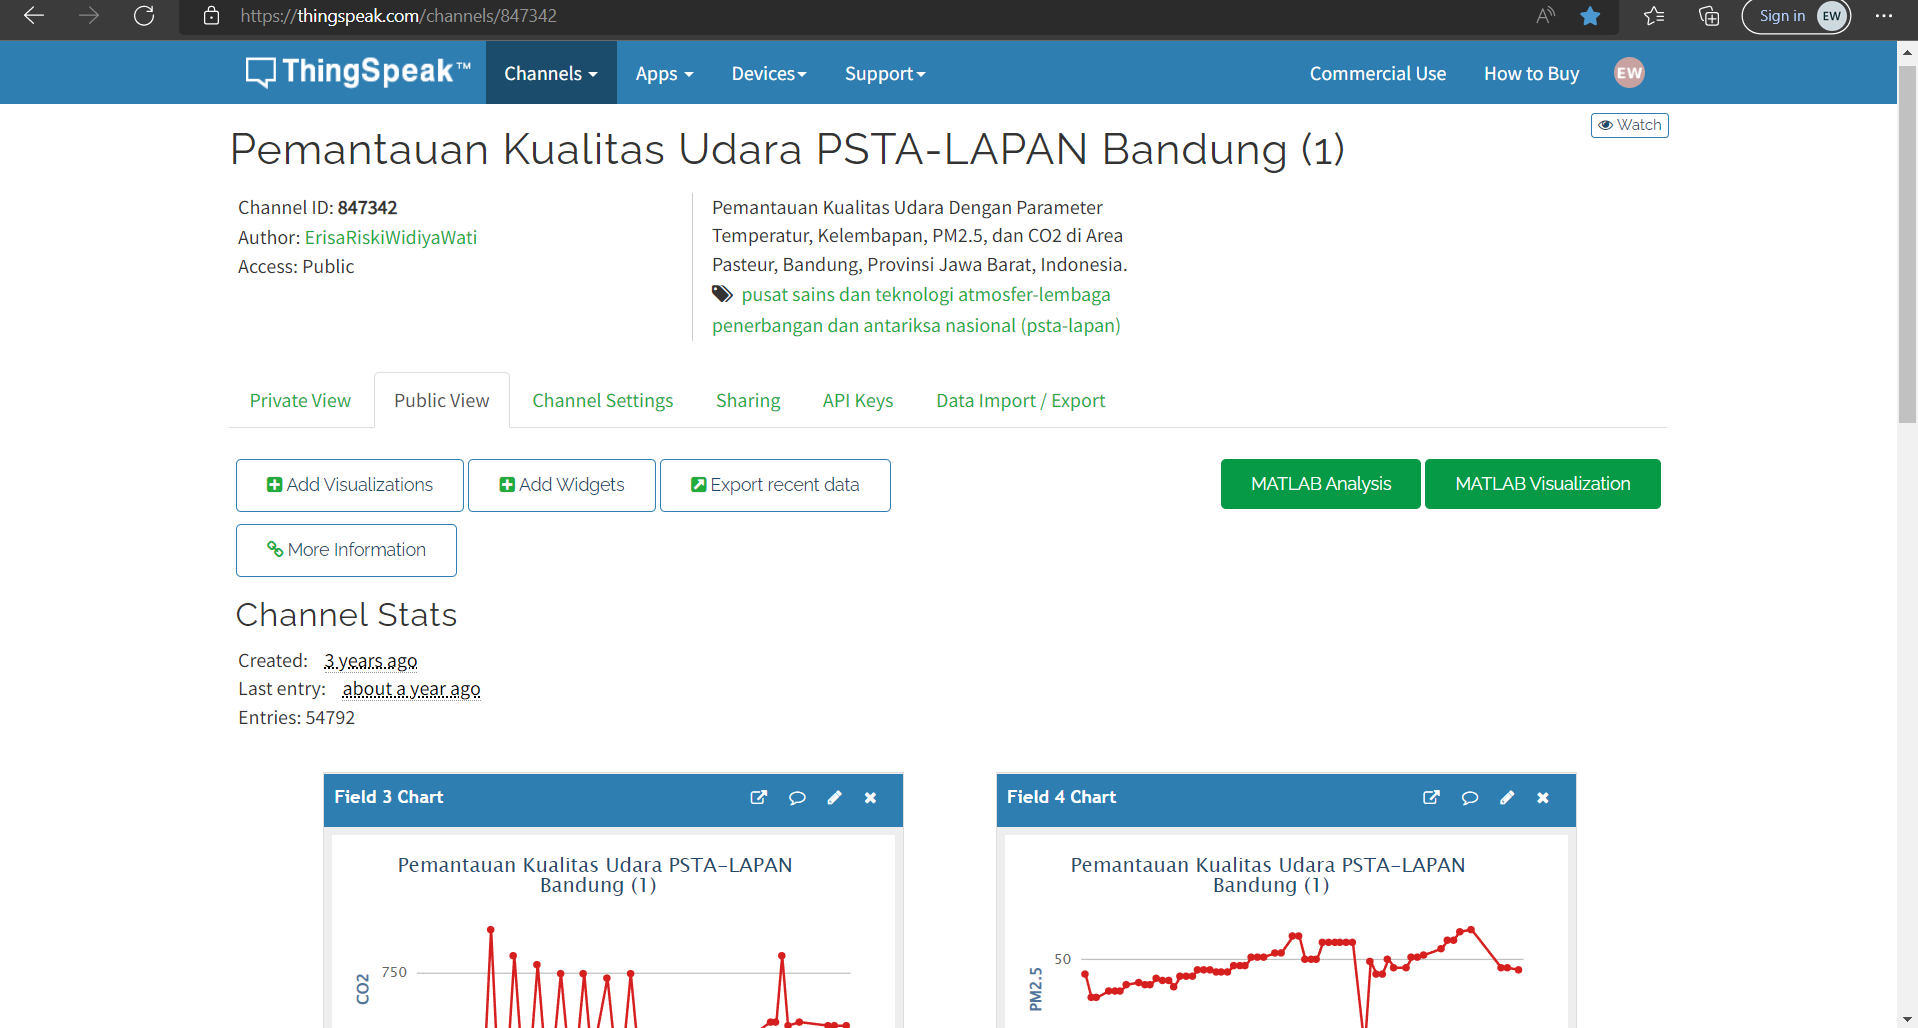 https://thingspeak.com/channels/847342
Sign in EW
ThingSpeak™ Channels Apps Devices Support Commercial Use How to Buy EW
Watch
Pemantauan Kualitas Udara PSTA-LAPAN Bandung (1)
Channel ID: 847342
Author: ErisaRiskiWidiyaWati
Access: Public
Pemantauan Kualitas Udara Dengan Parameter
Temperatur, Kelembapan, PM2.5, dan CO2 di Area
Pasteur, Bandung, Provinsi Jawa Barat, Indonesia.
pusat sains dan teknologi atmosfer-lembaga
penerbangan dan antariksa nasional (psta-lapan)
Private View Public View Channel Settings Sharing API Keys Data Import / Export
Add Visualizations Add Widgets Export recent data MATLAB Analysis MATLAB Visualization
More Information
Channel Stats
Created: 3 years ago
Last entry: about a year ago
Entries: 54792
Field 3 Chart
Pemantauan Kualitas Udara PSTA-LAPAN
Bandung (1)
750
CO2
Field 4 Chart
Pemantauan Kualitas Udara PSTA-LAPAN
Bandung (1)
50
PM2.5